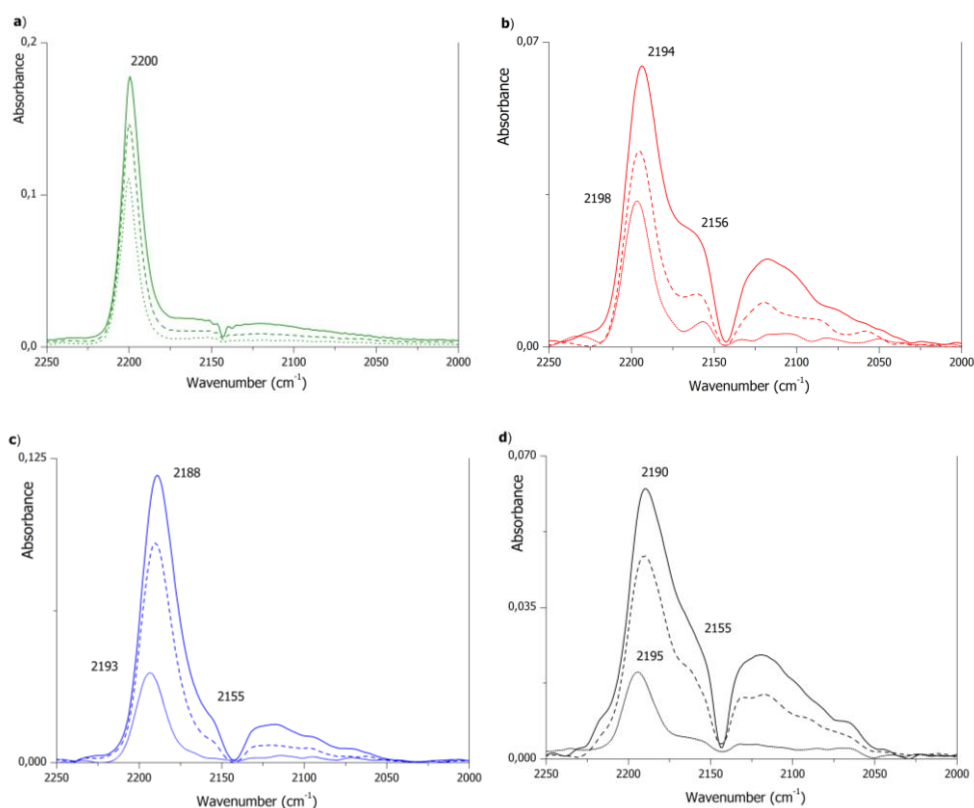 a)
0,2
2200
0,1
0,0
Absorbance
2250 2200 2150 2100 2050 2000
Wavenumber (cm⁻¹)
b)
0,07
2194
2198
2156
0,00
Absorbance
2250 2200 2150 2100 2050 2000
Wavenumber (cm⁻¹)
c)
0,125
2188
2193
2155
0,000
Absorbance
2250 2200 2150 2100 2050 2000
Wavenumber (cm⁻¹)
d)
0,070
2190
0,035
2155
2195
0,000
Absorbance
2250 2200 2150 2100 2050 2000
Wavenumber (cm⁻¹)